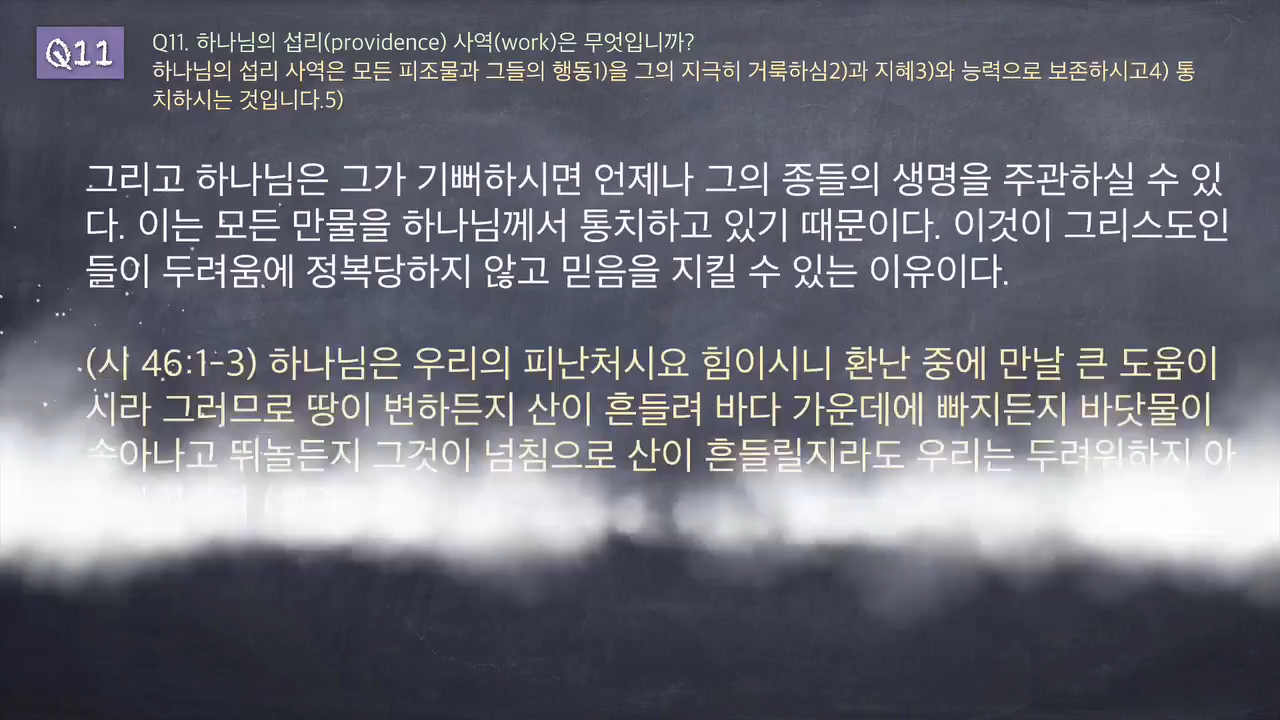 Q11
Q11. 하나님의 섭리(providence) 사역(work)은 무엇입니까?
하나님의 섭리 사역은 모든 피조물과 그들의 행동1)을 그의 지극히 거룩하심2)과 지혜3)와 능력으로 보존하시고4) 통
치하시는 것입니다.5)
그리고 하나님은 그가 기뻐하시면 언제나 그의 종들의 생명을 주관하실 수 있
다. 이는 모든 만물을 하나님께서 통치하고 있기 때문이다. 이것이 그리스도인
들이 두려움에 정복당하지 않고 믿음을 지킬 수 있는 이유이다.
(사 46:1-3) 하나님은 우리의 피난처시요 힘이시니 환난 중에 만날 큰 도움이
시라 그러므로 땅이 변하든지 산이 흔들려 바다 가운데에 빠지든지 바닷물이
솟아나고 뛰놀든지 그것이 넘침으로 산이 흔들릴지라도 우리는 두려워하지 아